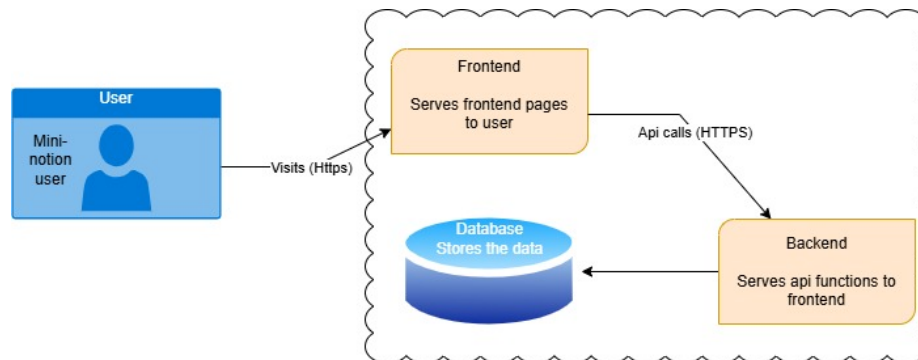 User
Mini-
notion
user
Visits (Https)
Frontend
Serves frontend pages
to user
Api calls (HTTPS)
Database
Stores the data
Backend
Serves api functions to
frontend